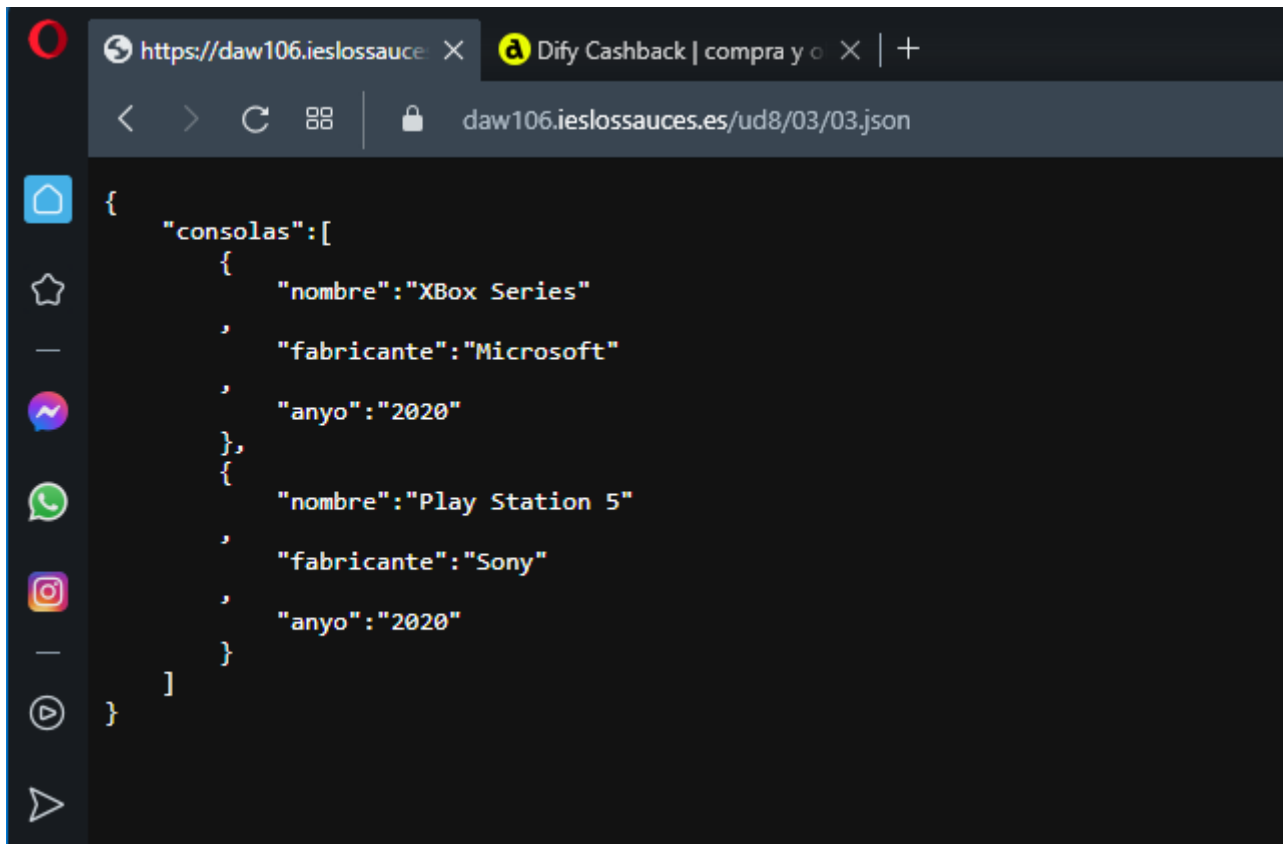 https://daw106.ieslossauce
Dify Cashback | compra y o
daw106.ieslossauces.es/ud8/03/03.json
{
"consolas":[
{
"nombre":"XBox Series"
,
"fabricante":"Microsoft"
,
"anyo":"2020"
},
{
"nombre":"Play Station 5"
,
"fabricante":"Sony"
,
"anyo":"2020"
}
]
}